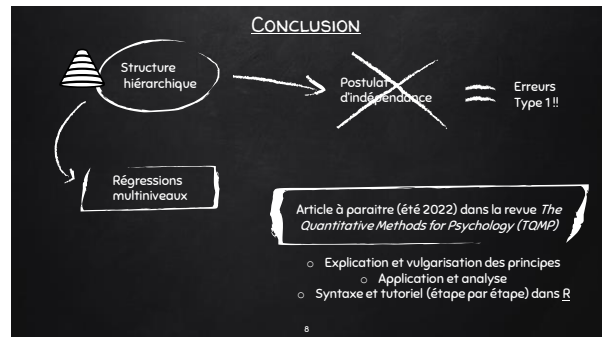 CONCLUSION
Structure
hiérarchique
Postulat
d'indépendance
=
Erreurs
Type 1 !!
Régressions
multiniveaux
Article à paraitre (été 2022) dans la revue The
Quantitative Methods for Psychology (TQMP)
○ Explication et vulgarisation des principes
○ Application et analyse
○ Syntaxe et tutoriel (étape par étape) dans R
8